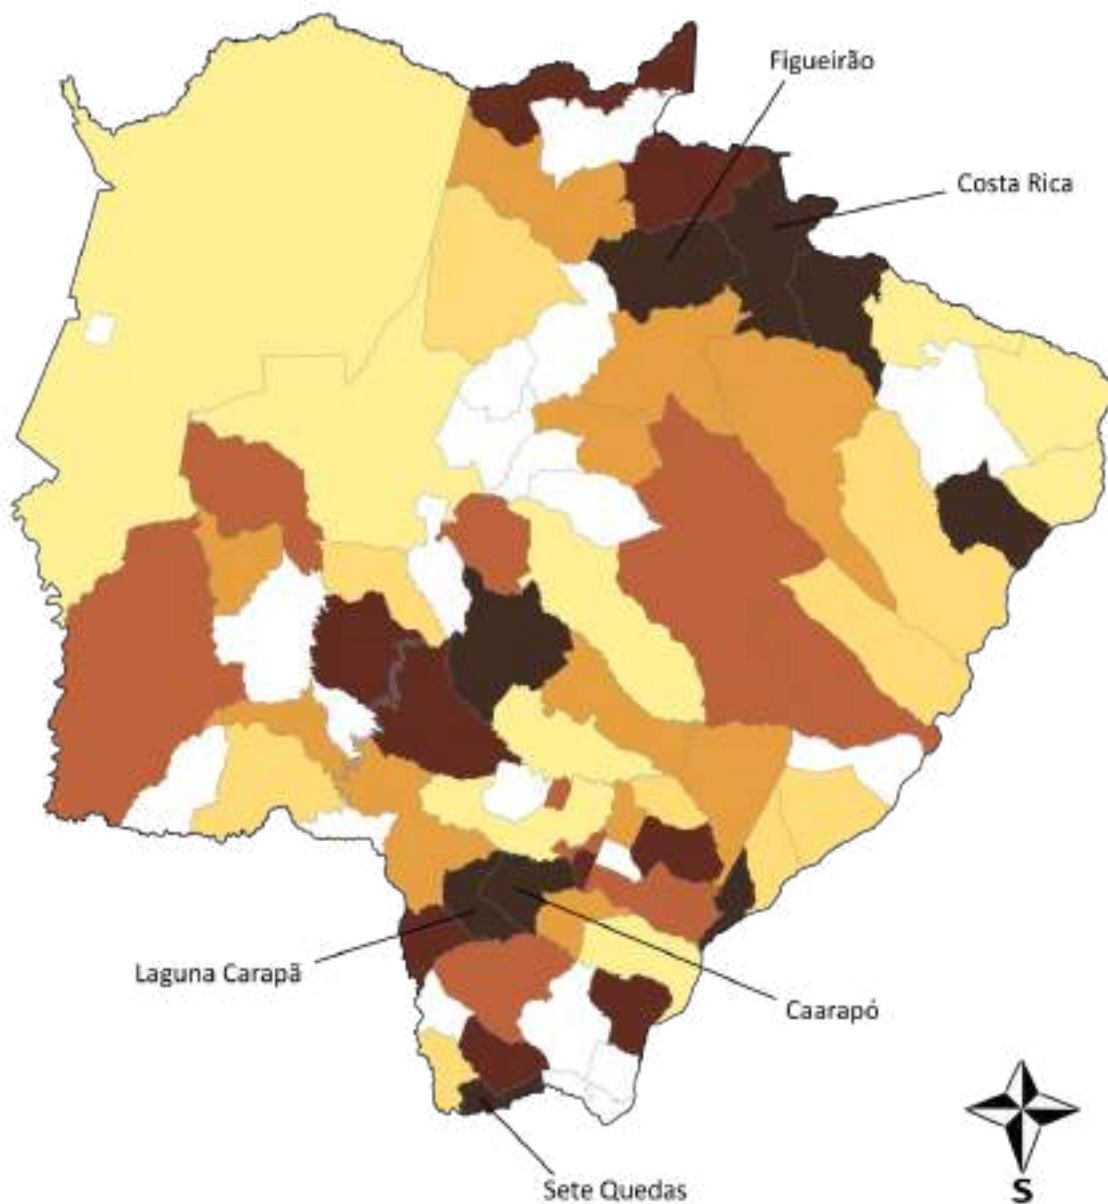 Figueirão
Costa Rica
Laguna Carapã
Caarapó
Sete Quedas
S